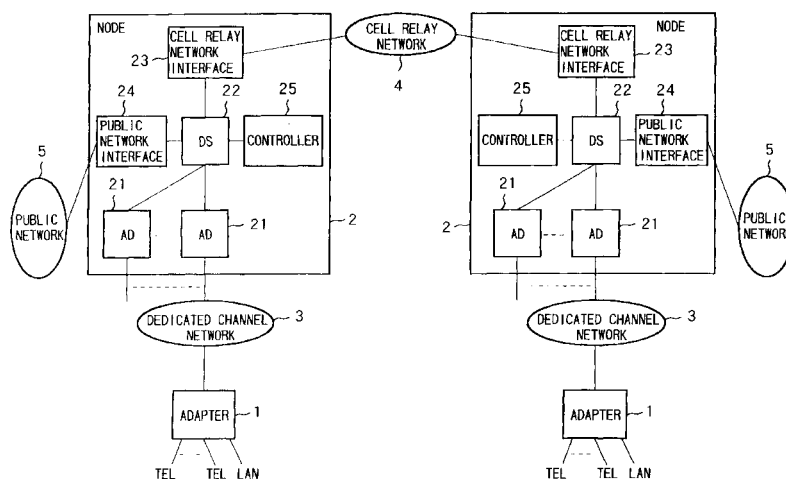 NODE
CELL RELAY
NETWORK
INTERFACE
23
CELL RELAY
NETWORK
4
NODE
CELL RELAY
NETWORK
INTERFACE
23
24
22
25
PUBLIC
NETWORK
INTERFACE
DS
CONTROLLER
25
22
24
CONTROLLER
DS
PUBLIC
NETWORK
INTERFACE
5
PUBLIC
NETWORK
21
AD
AD
21
2
2
21
AD
AD
21
5
PUBLIC
NETWORK
DEDICATED CHANNEL
NETWORK
3
DEDICATED CHANNEL
NETWORK
3
ADAPTER
1
ADAPTER
1
TEL TEL LAN
TEL TEL LAN